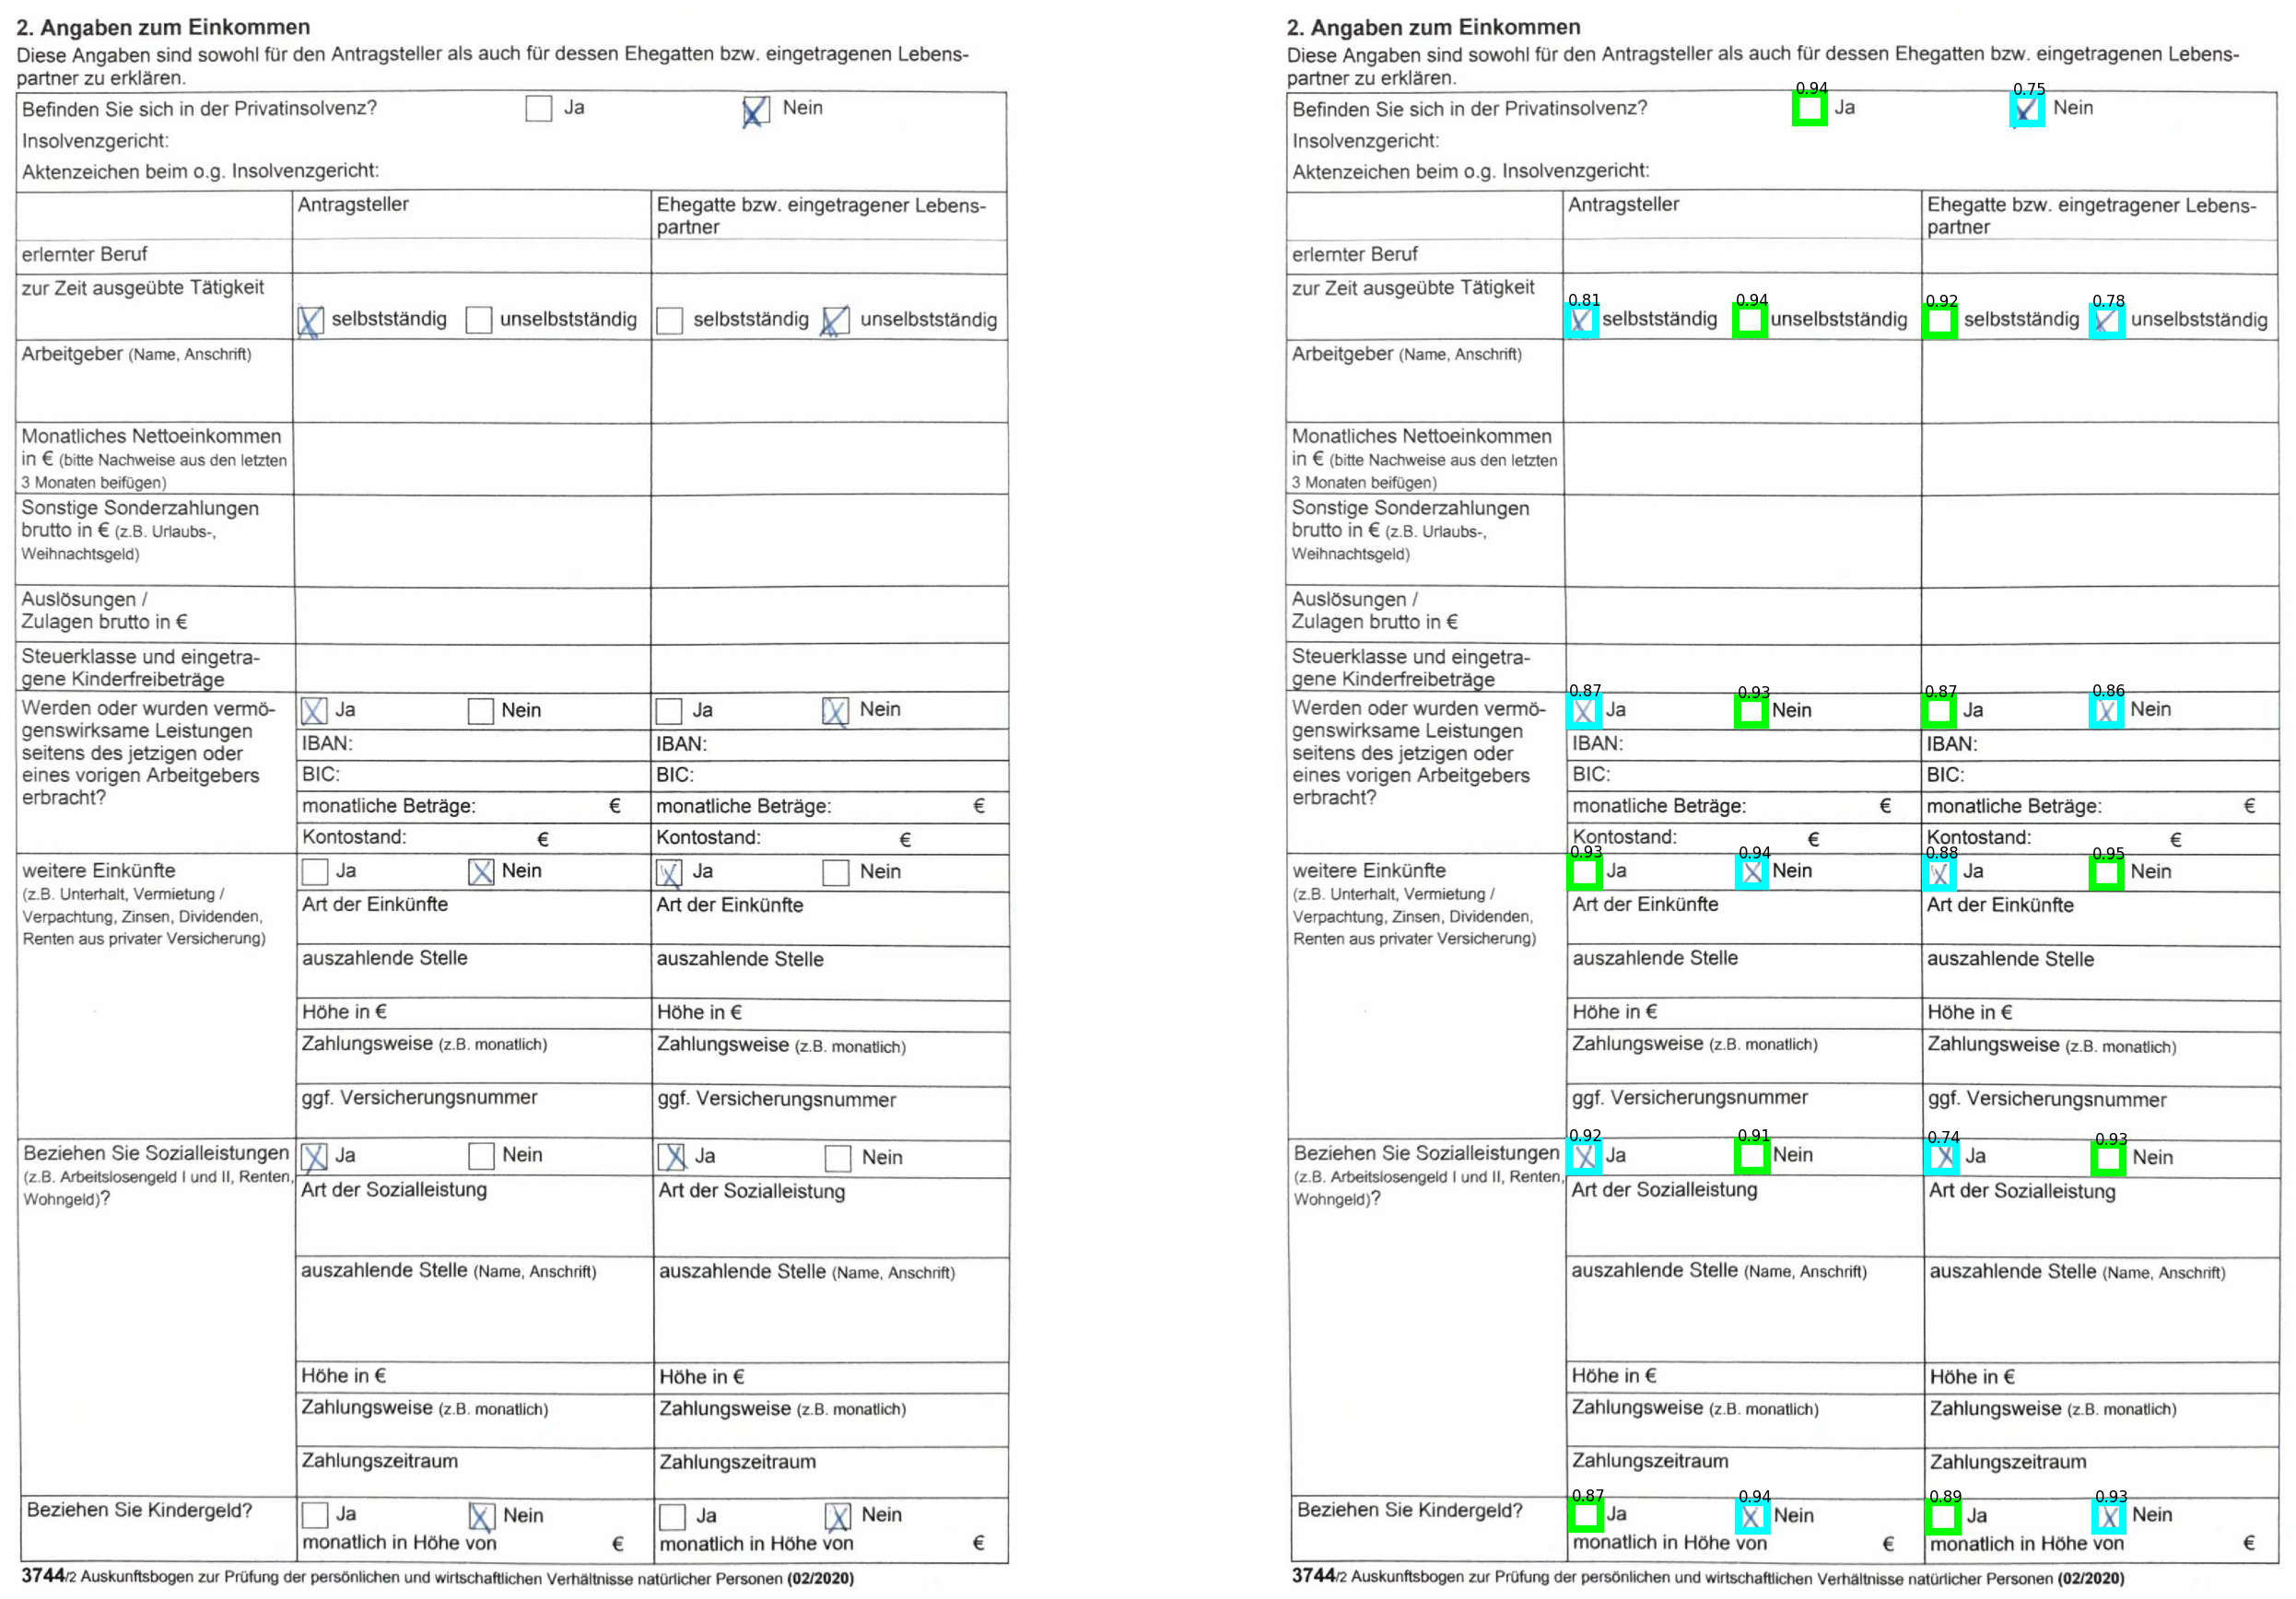 2. Angaben zum Einkommen
Diese Angaben sind sowohl für den Antragsteller als auch für dessen Ehegatten bzw. eingetragenen Lebens-
partner zu erklären.
Befinden Sie sich in der Privatinsolvenz? Ja Nein
Insolvenzgericht:
Aktenzeichen beim o.g. Insolvenzgericht:
Antragsteller
Ehegatte bzw. eingetragener Lebens-
partner
erlernter Beruf
zur Zeit ausgeübte Tätigkeit
selbstständig unselbstständig selbstständig unselbstständig
Arbeitgeber (Name, Anschrift)
Monatliches Nettoeinkommen
in € (bitte Nachweise aus den letzten
3 Monaten beifügen)
Sonstige Sonderzahlungen
brutto in € (z.B. Urlaubs-,
Weihnachtsgeld)
Auslösungen /
Zulagen brutto in €
Steuerklasse und eingetra-
gene Kinderfreibeträge
Werden oder wurden vermö-
genswirksame Leistungen
seitens des jetzigen oder
eines vorigen Arbeitgebers
erbracht?
Ja Nein Ja Nein
IBAN: IBAN:
BIC: BIC:
monatliche Beträge: € monatliche Beträge: €
Kontostand: € Kontostand: €
weitere Einkünfte
(z.B. Unterhalt, Vermietung /
Verpachtung, Zinsen, Dividenden,
Renten aus privater Versicherung)
Ja Nein Ja Nein
Art der Einkünfte Art der Einkünfte
auszahlende Stelle auszahlende Stelle
Höhe in € Höhe in €
Zahlungsweise (z.B. monatlich) Zahlungsweise (z.B. monatlich)
ggf. Versicherungsnummer ggf. Versicherungsnummer
Beziehen Sie Sozialleistungen
(z.B. Arbeitslosengeld I und II, Renten,
Wohngeld)?
Ja Nein Ja Nein
Art der Sozialleistung Art der Sozialleistung
auszahlende Stelle (Name, Anschrift) auszahlende Stelle (Name, Anschrift)
Höhe in € Höhe in €
Zahlungsweise (z.B. monatlich) Zahlungsweise (z.B. monatlich)
Zahlungszeitraum Zahlungszeitraum
Beziehen Sie Kindergeld?
Ja Nein Ja Nein
monatlich in Höhe von € monatlich in Höhe von €
3744/2 Auskunftsbogen zur Prüfung der persönlichen und wirtschaftlichen Verhältnisse natürlicher Personen (02/2020)
2. Angaben zum Einkommen
Diese Angaben sind sowohl für den Antragsteller als auch für dessen Ehegatten bzw. eingetragenen Lebens-
partner zu erklären.
0.94 0.75
Befinden Sie sich in der Privatinsolvenz? Ja Nein
Insolvenzgericht:
Aktenzeichen beim o.g. Insolvenzgericht:
Antragsteller
Ehegatte bzw. eingetragener Lebens-
partner
erlernter Beruf
zur Zeit ausgeübte Tätigkeit
0.81 0.94 0.92 0.78
selbstständig unselbstständig selbstständig unselbstständig
Arbeitgeber (Name, Anschrift)
Monatliches Nettoeinkommen
in € (bitte Nachweise aus den letzten
3 Monaten beifügen)
Sonstige Sonderzahlungen
brutto in € (z.B. Urlaubs-,
Weihnachtsgeld)
Auslösungen /
Zulagen brutto in €
Steuerklasse und eingetra-
gene Kinderfreibeträge
Werden oder wurden vermö-
genswirksame Leistungen
seitens des jetzigen oder
eines vorigen Arbeitgebers
erbracht?
0.87 0.93 0.87 0.86
Ja Nein Ja Nein
IBAN: IBAN:
BIC: BIC:
monatliche Beträge: € monatliche Beträge: €
Kontostand: € Kontostand: €
weitere Einkünfte
(z.B. Unterhalt, Vermietung /
Verpachtung, Zinsen, Dividenden,
Renten aus privater Versicherung)
0.93 0.94 0.88 0.95
Ja Nein Ja Nein
Art der Einkünfte Art der Einkünfte
auszahlende Stelle auszahlende Stelle
Höhe in € Höhe in €
Zahlungsweise (z.B. monatlich) Zahlungsweise (z.B. monatlich)
ggf. Versicherungsnummer ggf. Versicherungsnummer
Beziehen Sie Sozialleistungen
(z.B. Arbeitslosengeld I und II, Renten,
Wohngeld)?
0.92 0.91 0.74 0.93
Ja Nein Ja Nein
Art der Sozialleistung Art der Sozialleistung
auszahlende Stelle (Name, Anschrift) auszahlende Stelle (Name, Anschrift)
Höhe in € Höhe in €
Zahlungsweise (z.B. monatlich) Zahlungsweise (z.B. monatlich)
Zahlungszeitraum Zahlungszeitraum
Beziehen Sie Kindergeld?
0.87 0.94 0.89 0.93
Ja Nein Ja Nein
monatlich in Höhe von € monatlich in Höhe von €
3744/2 Auskunftsbogen zur Prüfung der persönlichen und wirtschaftlichen Verhältnisse natürlicher Personen (02/2020)